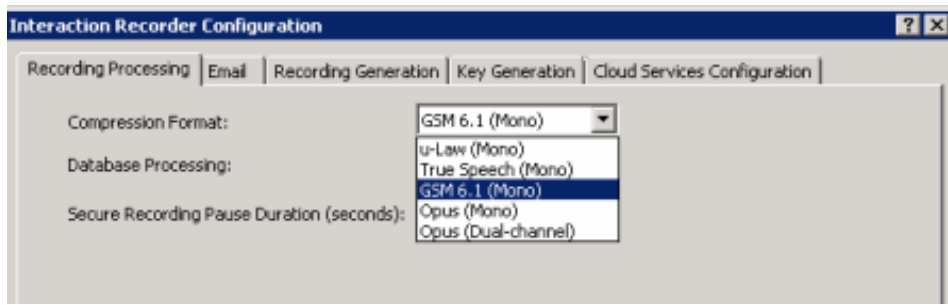 Interaction Recorder Configuration
Recording Processing Email Recording Generation Key Generation Cloud Services Configuration
Compression Format: GSM 6.1 (Mono)
u-Law (Mono)
Database Processing:
True Speech (Mono)
GSM 6.1 (Mono)
Secure Recording Pause Duration (seconds): Opus (Mono)
Opus (Dual-channel)